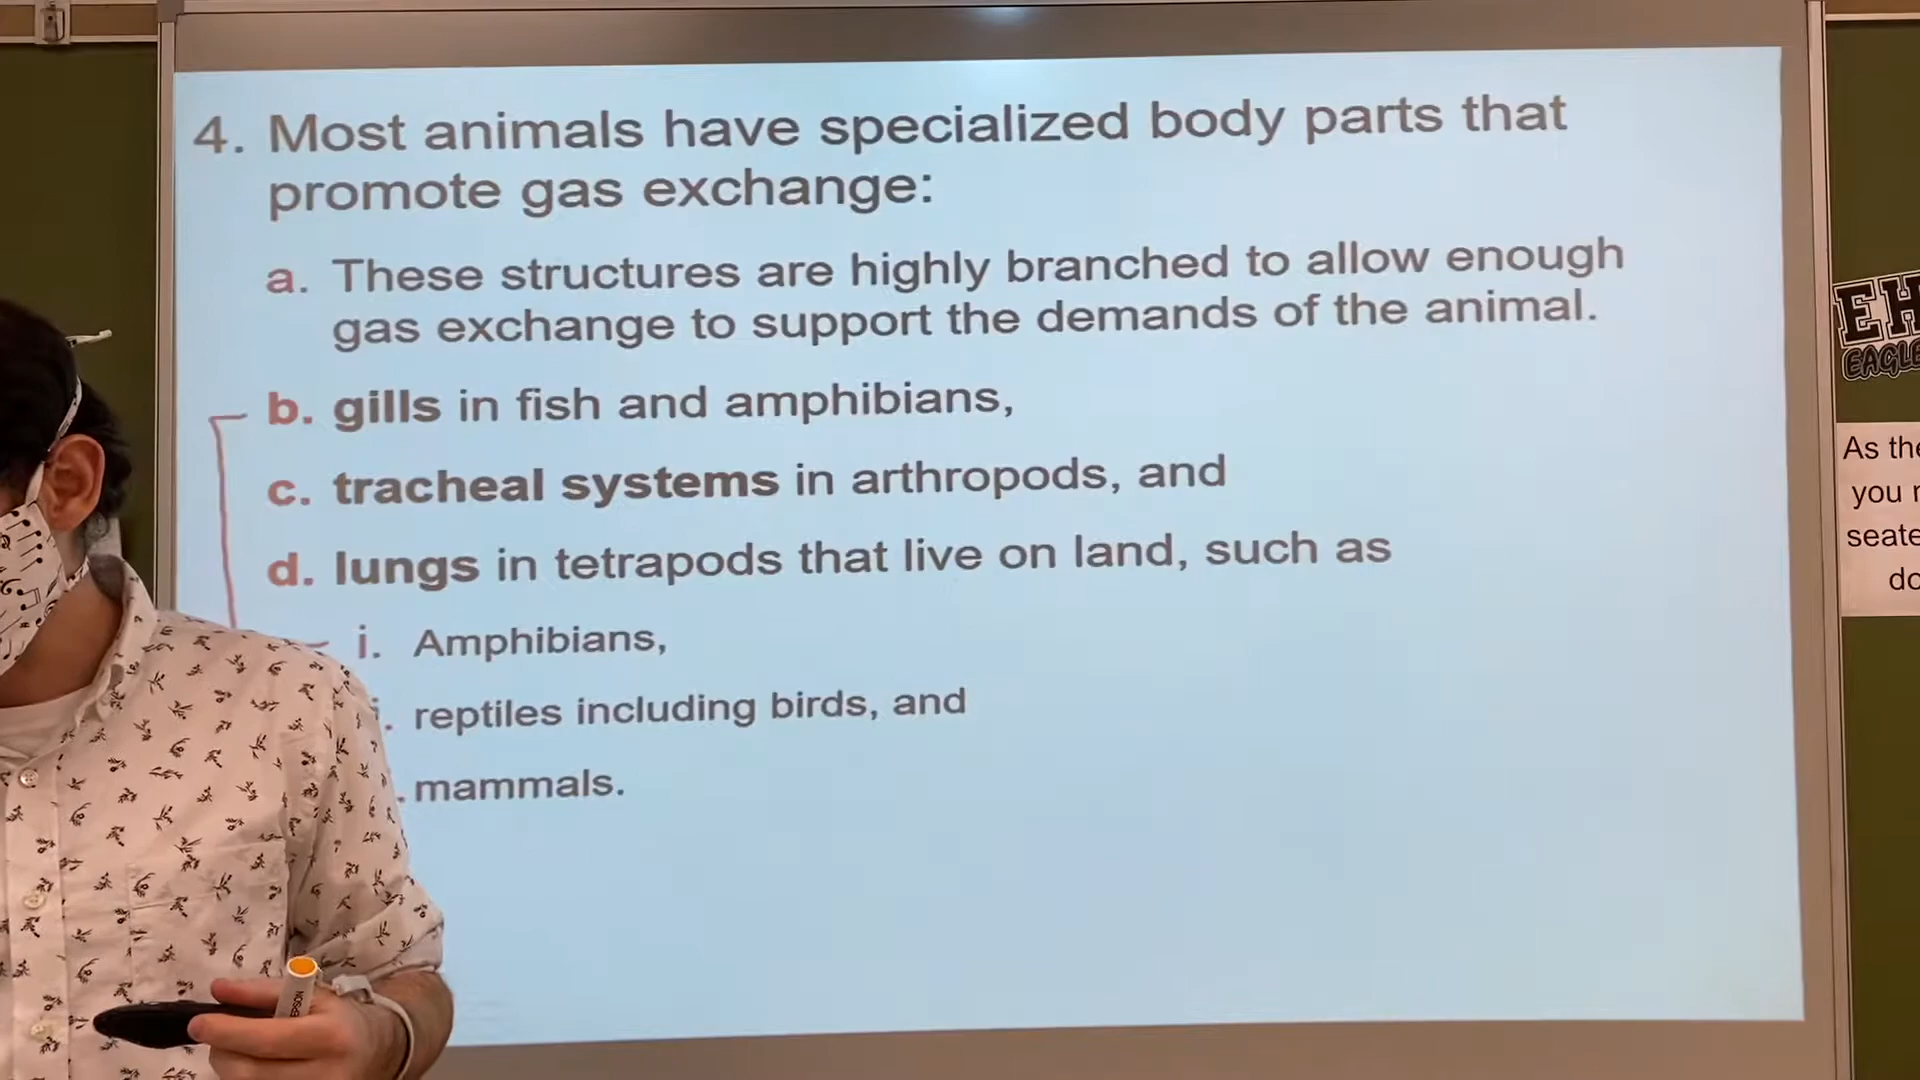 4. Most animals have specialized body parts that
promote gas exchange:
a. These structures are highly branched to allow enough
gas exchange to support the demands of the animal.
b. gills in fish and amphibians,
c. tracheal systems in arthropods, and
d. lungs in tetrapods that live on land, such as
i. Amphibians,
. reptiles including birds, and
. mammals.
EH
EAGLE
As the
you
seate
do